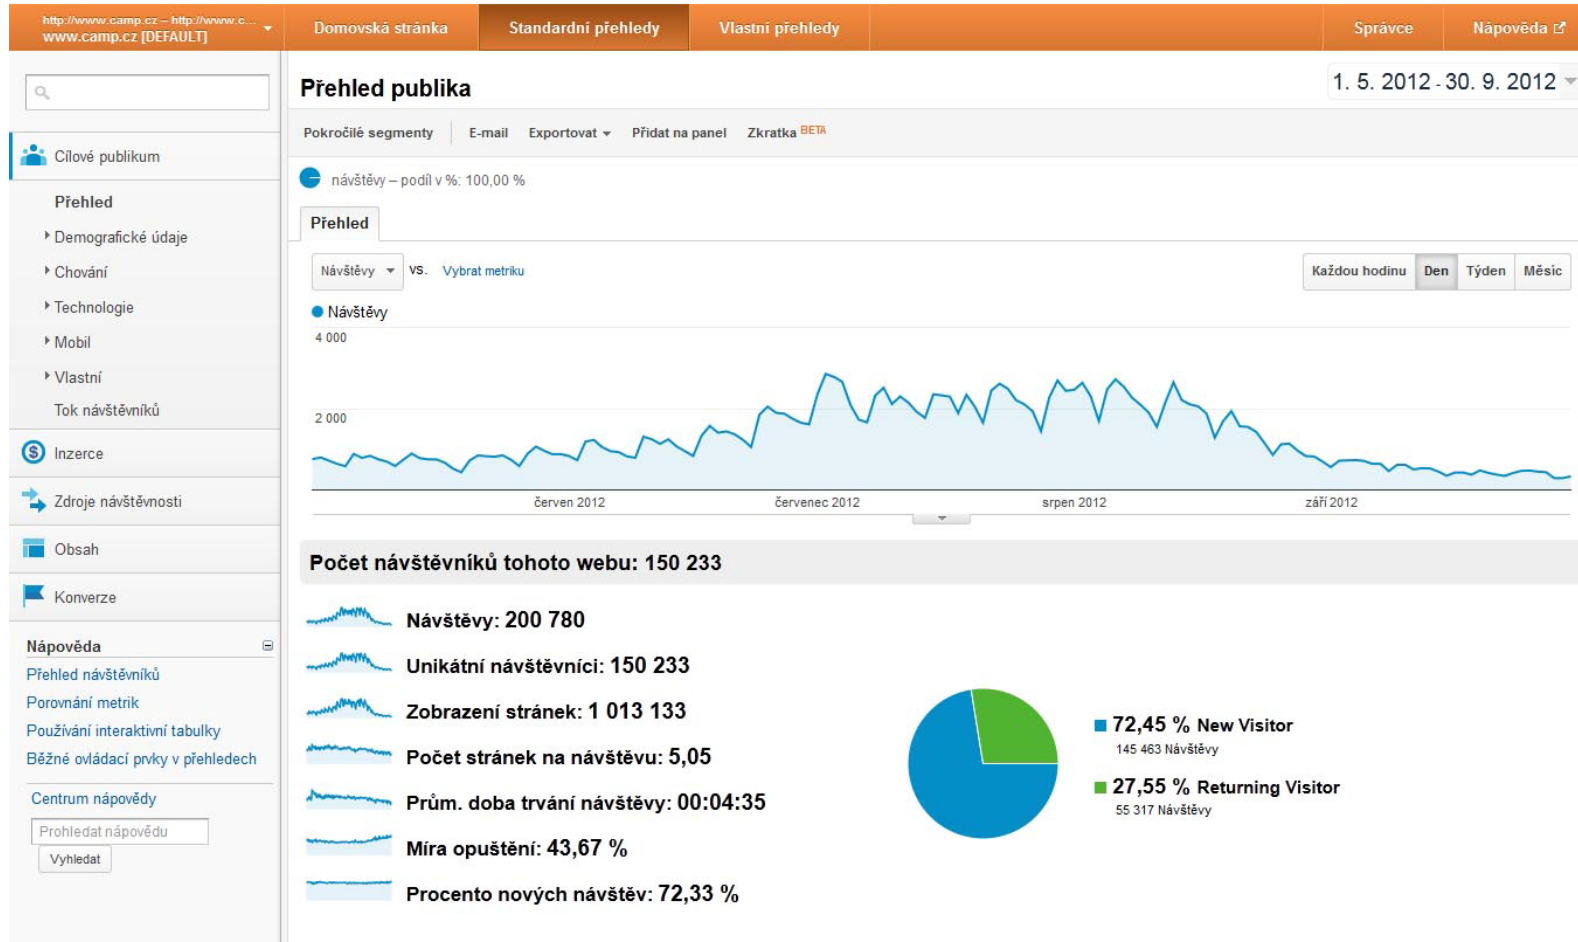 http://www.camp.cz – http://www.c...
www.camp.cz [DEFAULT]
Domovská stránka
Standardní přehledy
Vlastní přehledy
Správce
Nápověda
Přehled publika
1. 5. 2012 - 30. 9. 2012
Pokročilé segmenty
E-mail
Exportovat
Přidat na panel
Zkratka BETA
Cílové publikum
Přehled
Demografické údaje
Chování
Technologie
Mobil
Vlastní
Tok návštěvníků
Inzerce
Zdroje návštěvnosti
Obsah
Konverze
Nápověda
Přehled návštěvníků
Porovnání metrik
Používání interaktivní tabulky
Běžné ovládací prvky v přehledech
Centrum nápovědy
Prohledat nápovědu
Vyhledat
návštěvy – podíl v %: 100,00 %
Přehled
Návštěvy vs. Vybrat metriku
Každou hodinu Den Týden Měsíc
Návštěvy
4 000
2 000
červen 2012 červenec 2012 srpen 2012 září 2012
Počet návštěvníků tohoto webu: 150 233
Návštěvy: 200 780
Unikátní návštěvníci: 150 233
Zobrazení stránek: 1 013 133
Počet stránek na návštěvu: 5,05
Prům. doba trvání návštěvy: 00:04:35
Míra opuštění: 43,67 %
Procento nových návštěv: 72,33 %
72,45 % New Visitor
145 463 Návštěvy
27,55 % Returning Visitor
55 317 Návštěvy